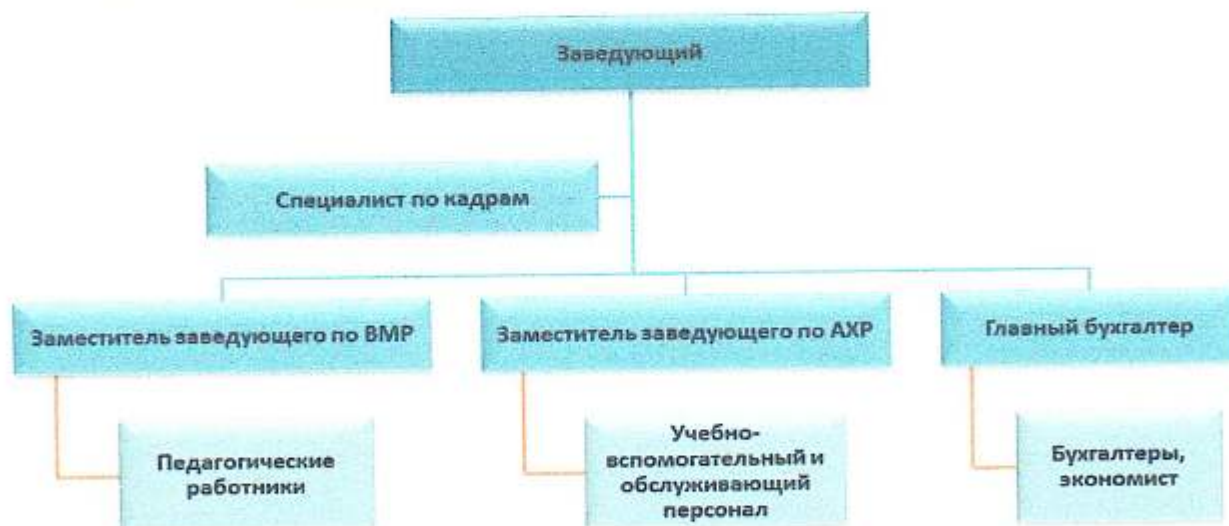 Заведующий
Специалист по кадрам
Заместитель заведующего по ВМР
Заместитель заведующего по АХР
Главный бухгалтер
Педагогические
работники
Учебно-
вспомогательный и
обслуживающий
персонал
Бухгалтеры,
экономист